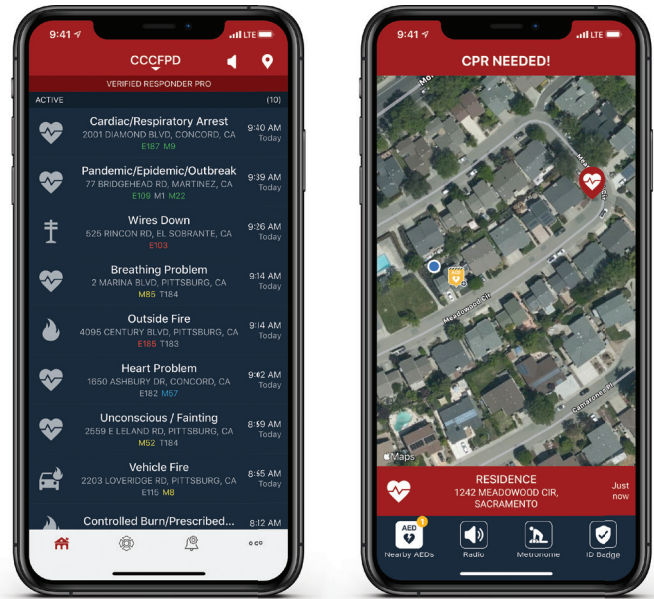 9:41
LTE
CCCFPD
VERIFIED RESPONDER PRO
ACTIVE (10)
Cardiac/Respiratory Arrest
2001 DIAMOND BLVD, CONCORD, CA
E187 M9
9:40 AM
Today
Pandemic/Epidemic/Outbreak
77 BRIDGEHEAD RD, MARTINEZ, CA
E109 M1 M22
9:39 AM
Today
Wires Down
525 RINCON RD, EL SOBRANTE, CA
E103
9:26 AM
Today
Breathing Problem
2 MARINA BLVD, PITTSBURG, CA
M85 T184
9:14 AM
Today
Outside Fire
4095 CENTURY BLVD, PITTSBURG, CA
E185 T183
9:14 AM
Today
Heart Problem
1650 ASHBURY DR, CONCORD, CA
E182 M57
9:02 AM
Today
Unconscious / Fainting
2559 E LELAND RD, PITTSBURG, CA
M52 T184
8:59 AM
Today
Vehicle Fire
2203 LOVERIDGE RD, PITTSBURG, CA
E115 M8
8:55 AM
Today
Controlled Burn/Prescribed...
8:12 AM
9:41
LTE
CPR NEEDED!
AED
Meadowood Cir
Camarones Pl
Maps
RESIDENCE
1242 MEADOWOOD CIR,
SACRAMENTO
Just
now
AED
1
Nearby AEDs
Radio
Metronome
ID Badge